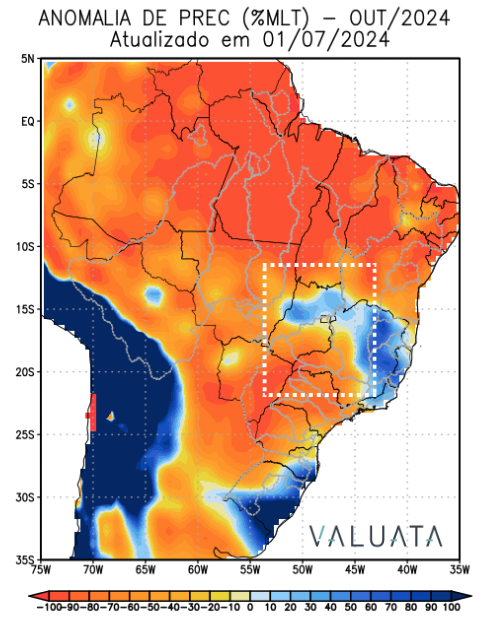 ANOMALIA DE PREC (%MLT) – OUT/2024
Atualizado em 01/07/2024
5N
EQ
5S
10S
15S
20S
25S
30S
35S
VALUATA
75W 70W 65W 60W 55W 50W 45W 40W 35W
-100 -90 -80 -70 -60 -50 -40 -30 -20 -10 0 10 20 30 40 50 60 70 80 90 100